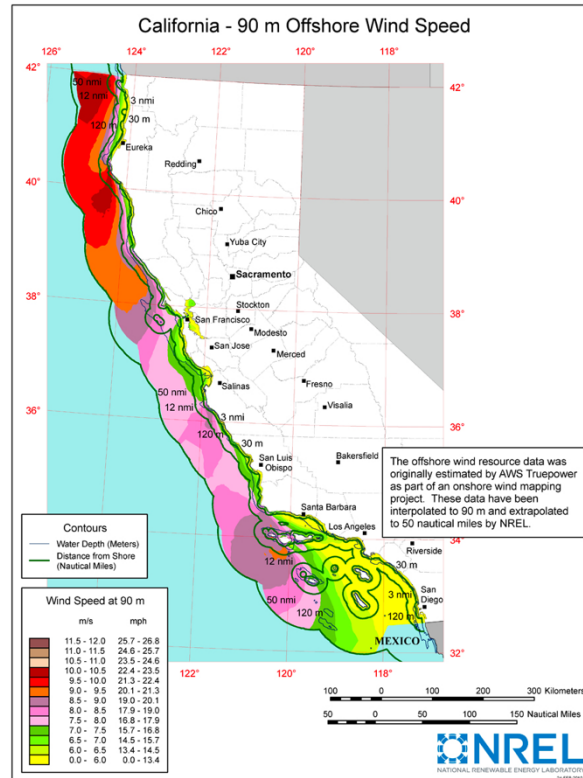 California - 90 m Offshore Wind Speed
126°
124°
122°
120°
118°
42°
42°
50 nmi
12 nmi
3 nmi
30 m
120 m
Eureka
Redding
40°
40°
Chico
Yuba City
Sacramento
38°
38°
Stockton
San Francisco
Modesto
San Jose
Merced
Salinas
Fresno
50 nmi
12 nmi
3 nmi
Visalia
36°
36°
120 m
30 m
San Luis
Obispo
Bakersfield
The offshore wind resource data was
originally estimated by AWS Truepower
as part of an onshore wind mapping
project. These data have been
interpolated to 90 m and extrapolated
to 50 nautical miles by NREL.
Santa Barbara
Los Angeles
34°
Riverside
12 nmi
30 m
3 nmi
San
Diego
50 nmi
120 m
120 m
MEXICO
32°
122°
120°
118°
Contours
Water Depth (Meters)
Distance from Shore
(Nautical Miles)
Wind Speed at 90 m
m/s mph
11.5 - 12.0 25.7 - 26.8
11.0 - 11.5 24.6 - 25.7
10.5 - 11.0 23.5 - 24.6
10.0 - 10.5 22.4 - 23.5
9.5 - 10.0 21.3 - 22.4
9.0 - 9.5 20.1 - 21.3
8.5 - 9.0 19.0 - 20.1
8.0 - 8.5 17.9 - 19.0
7.5 - 8.0 16.8 - 17.9
7.0 - 7.5 15.7 - 16.8
6.5 - 7.0 14.5 - 15.7
6.0 - 6.5 13.4 - 14.5
0.0 - 6.0 0.0 - 13.4
100 0 100 200 300 Kilometers
50 0 50 100 150 Nautical Miles
NREL
NATIONAL RENEWABLE ENERGY LABORATORY